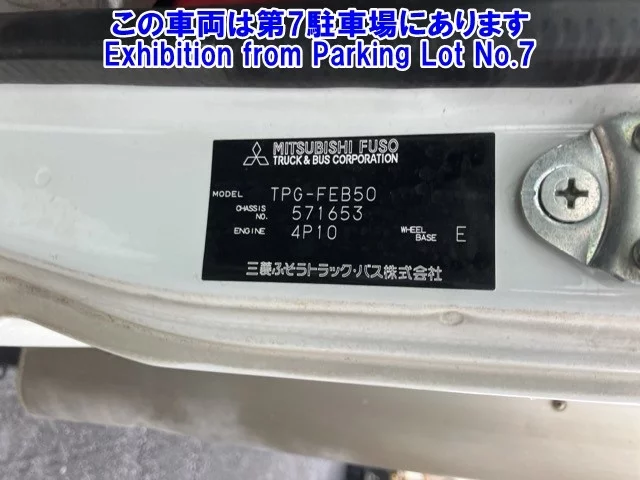 この車両は第7駐車場にあります
Exhibition from Parking Lot No.7
MITSUBISHI FUSO
TRUCK & BUS CORPORATION
MODEL TPG-FEB50
CHASSIS NO. 571653
ENGINE 4P10 WHEEL BASE E
三菱ふそうトラック・バス株式会社